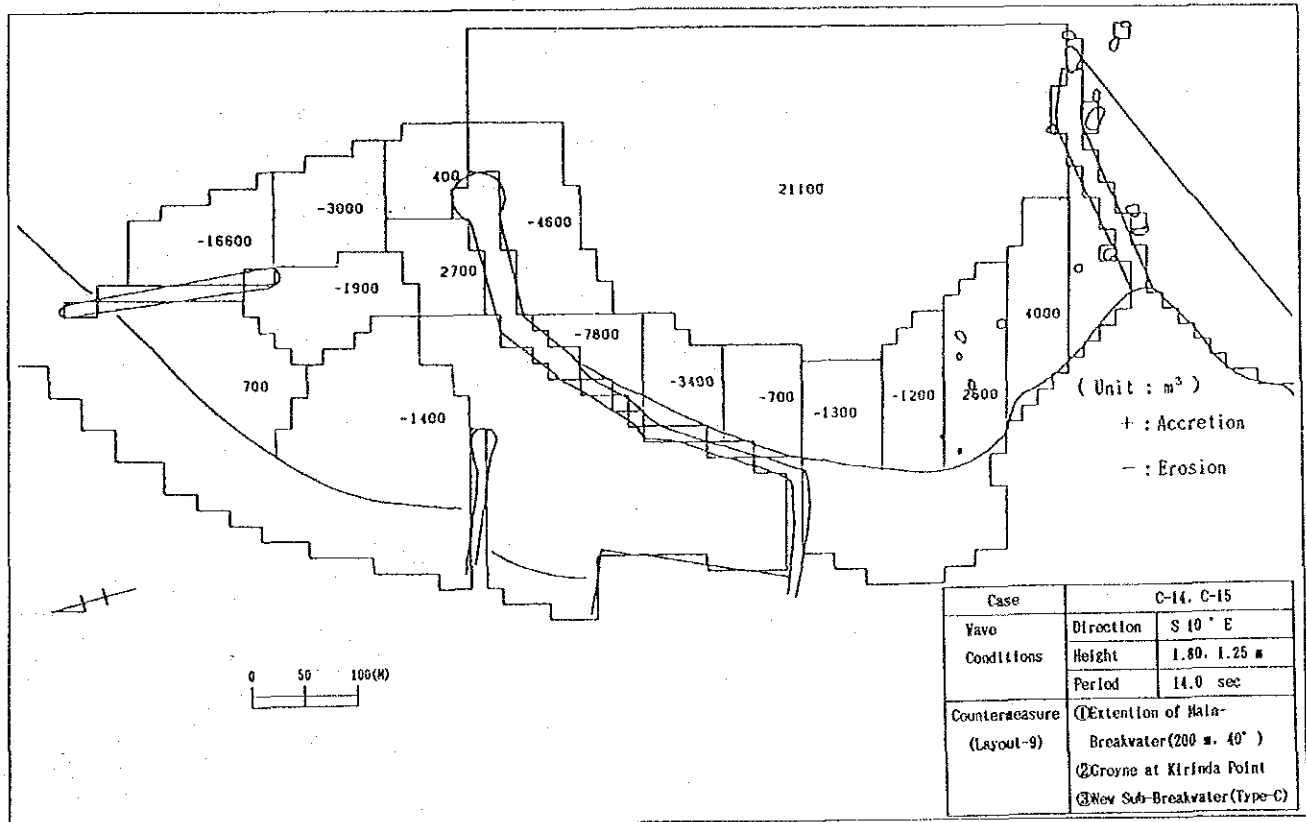 21100
400
-3000
-4600
-16600
2700
-1900
4000
-7800
700
-3400
-700
-1200
2600
-1300
-1400
( Unit : m³ )
+ : Accretion
− : Erosion
0 50 100(M)
Case C-14. C-15
Wave Direction S 10° E
Conditions Height 1.80. 1.25 m
Period 14.0 sec
Countermeasure ①Extention of Main-
(Layout-9) Breakwater(200 m. 40° )
②Groyne at Kirinda Point
③New Sub-Breakwater(Type-C)